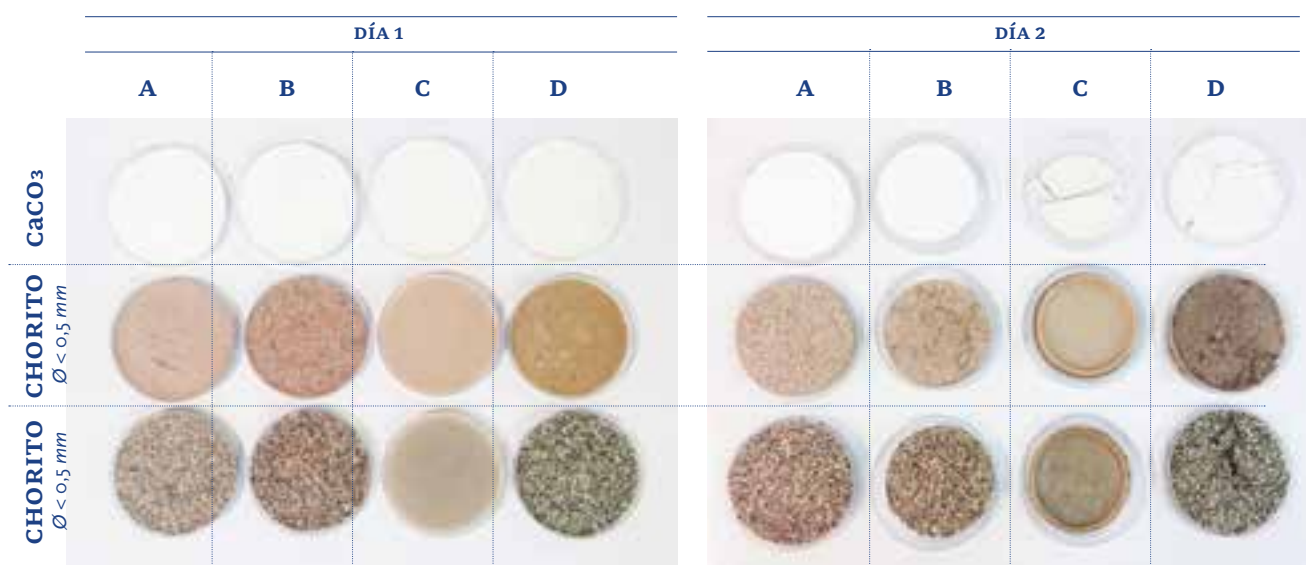 DÍA 1
DÍA 2
A B C D
A B C D
CaCO3
CHORITO
Ø < 0,5 mm
CHORITO
Ø < 0,5 mm